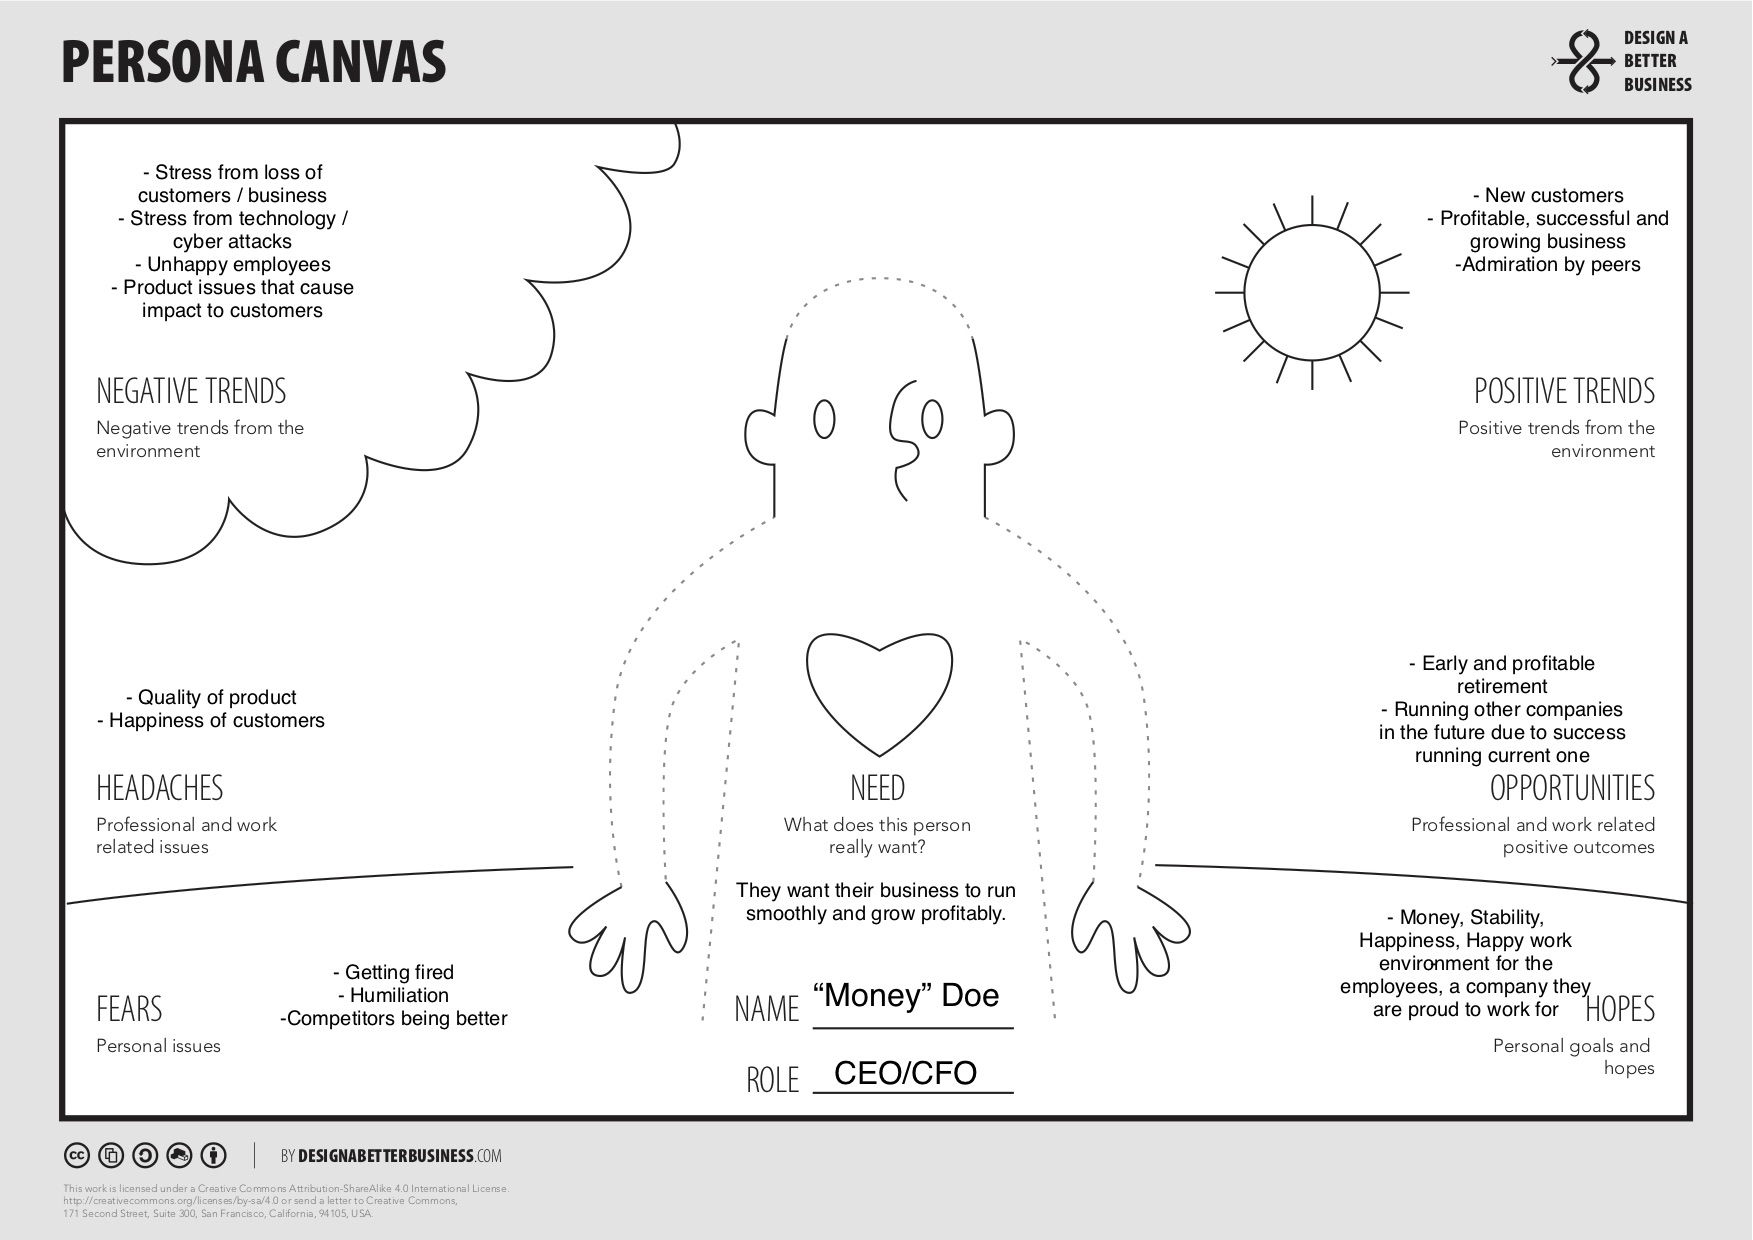 PERSONA CANVAS
DESIGN A
BETTER
BUSINESS
- Stress from loss of
customers / business
- Stress from technology /
cyber attacks
- Unhappy employees
- Product issues that cause
impact to customers
NEGATIVE TRENDS
Negative trends from the
environment
- New customers
- Profitable, successful and
growing business
-Admiration by peers
POSITIVE TRENDS
Positive trends from the
environment
- Quality of product
- Happiness of customers
HEADACHES
Professional and work
related issues
NEED
What does this person
really want?
They want their business to run
smoothly and grow profitably.
- Early and profitable
retirement
- Running other companies
in the future due to success
running current one
OPPORTUNITIES
Professional and work related
positive outcomes
- Getting fired
- Humiliation
-Competitors being better
FEARS
Personal issues
NAME “Money” Doe
ROLE CEO/CFO
- Money, Stability,
Happiness, Happy work
environment for the
employees, a company they
are proud to work for
HOPES
Personal goals and
hopes
cc
BY DESIGNABETTERBUSINESS.COM
This work is licensed under a Creative Commons Attribution-ShareAlike 4.0 International License.
http://creativecommons.org/licenses/by-sa/4.0 or send a letter to Creative Commons,
171 Second Street, Suite 300, San Francisco, California, 94105, USA.